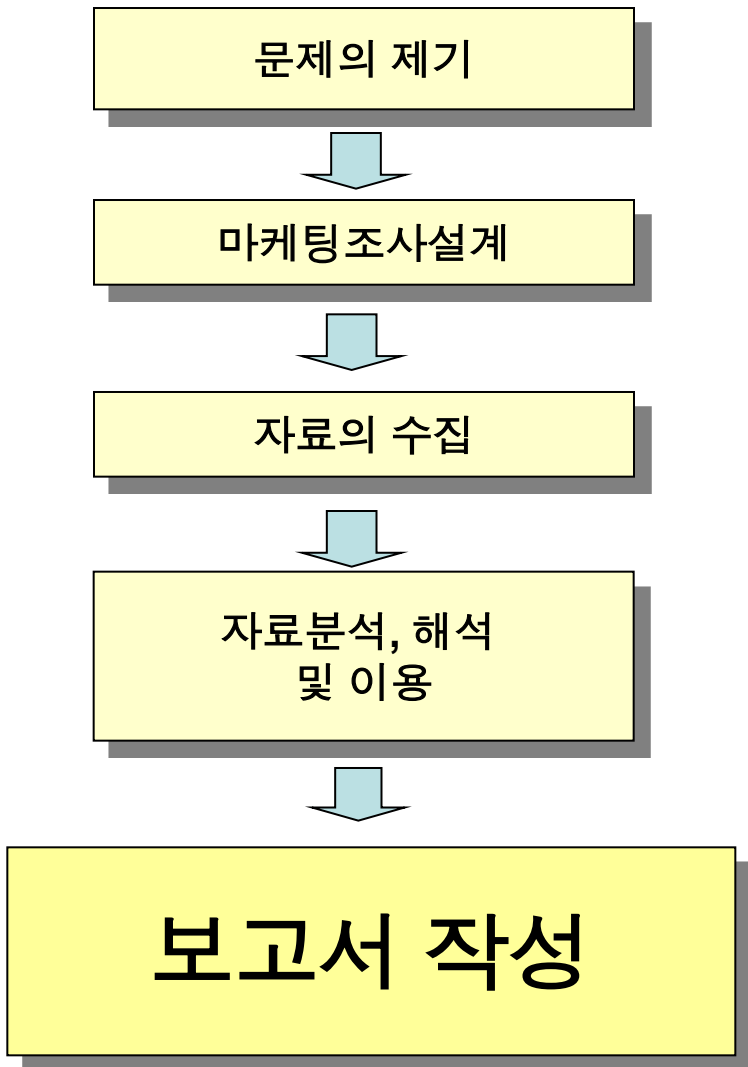 문제의 제기
마케팅조사설계
자료의 수집
자료분석, 해석
및 이용
보고서 작성